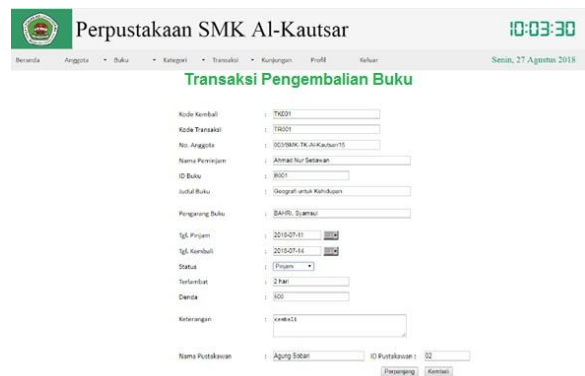 Perpustakaan SMK Al-Kautsar 10:03:30
Beranda Anggota Buku Kategori Transaksi Kunjungan Profil Keluar Senin, 27 Agustus 2018
Transaksi Pengembalian Buku
Kode Kembali : TK001
Kode Transaksi : TR001
No. Anggota : 003/SMK-TK-Al-Kautsar/15
Nama Peminjam : Ahmad Nur Setiawan
ID Buku : B001
Judul Buku : Geografi untuk Kehidupan
Pengarang Buku : BAHRI, Syamsul
Tgl. Pinjam : 2018-07-11
Tgl. Kembali : 2018-07-14
Status : Pinjam
Terlambat : 2 hari
Denda : 600
Keterangan : kembali
Nama Pustakawan : Agung Sobari ID Pustakawan : 02
Perpanjang Kembali